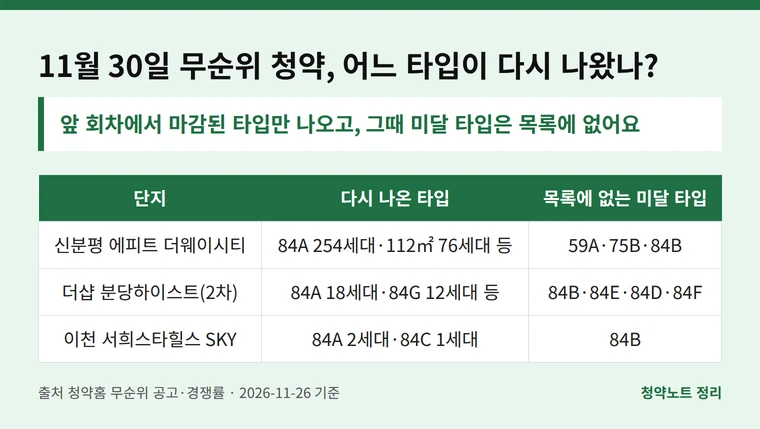 11월 30일 무순위 청약, 어느 타입이 다시 나왔나?
앞 회차에서 마감된 타입만 나오고, 그때 미달 타입은 목록에 없어요
단지 다시 나온 타입 목록에 없는 미달 타입
신분평 에피트 더웨이시티 84A 254세대·112㎡ 76세대 등 59A·75B·84B
더샵 분당하이스트(2차) 84A 18세대·84G 12세대 등 84B·84E·84D·84F
이천 서희스타힐스 SKY 84A 2세대·84C 1세대 84B
출처 청약홈 무순위 공고·경쟁률 · 2026-11-26 기준 청약노트 정리